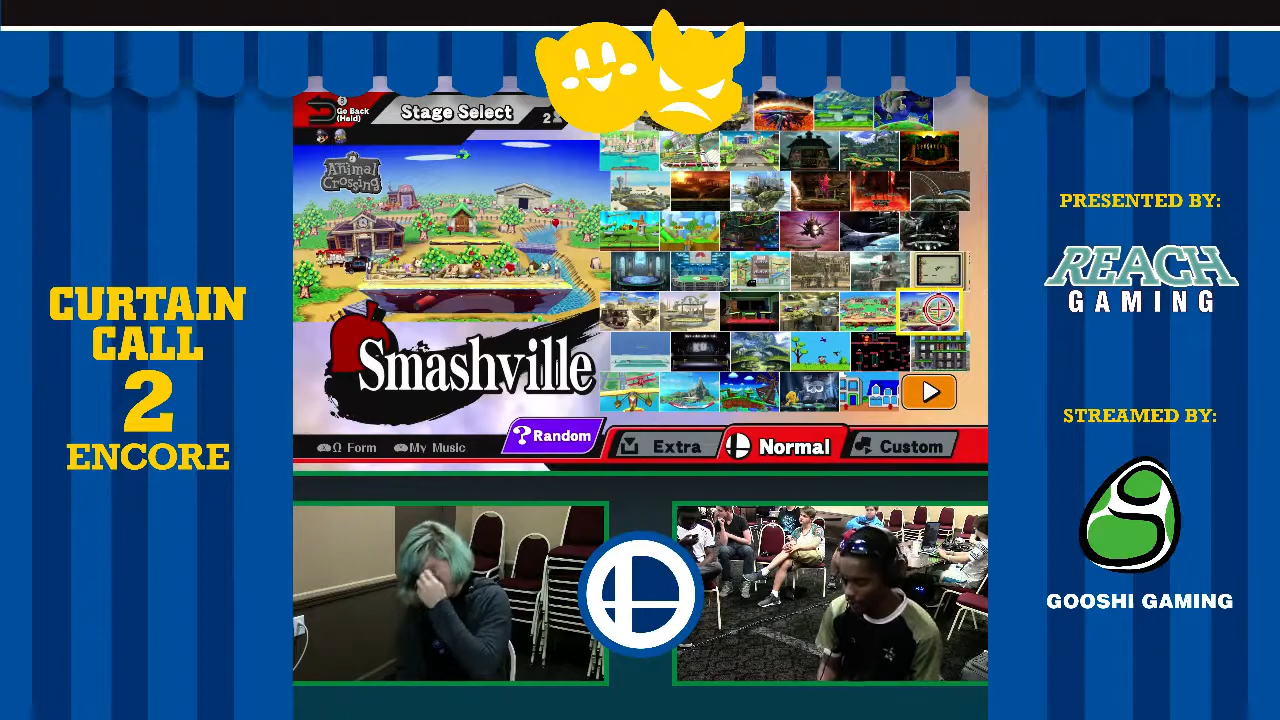 Go Back
(Hold)
Stage Select
2
Animal
Crossing
Smashville
Ω Form
My Music
?Random
Extra
Normal
Custom
CURTAIN
CALL
2
ENCORE
PRESENTED BY:
REACH
GAMING
STREAMED BY:
GOOSHI GAMING